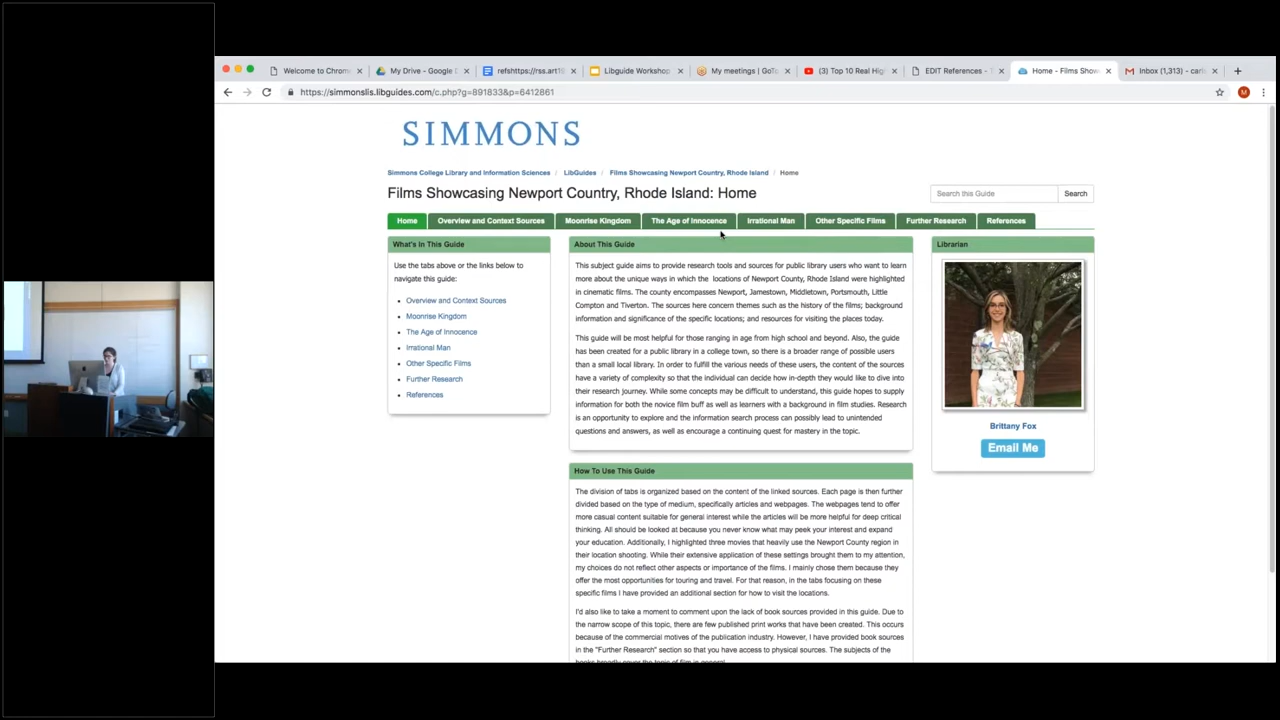 Welcome to Chrom
My Drive - Google D
refshttps://rss.art18
Libguide Workshop
My meetings | GoTo
(3) Top 10 Real Hig
EDIT References - T
Home - Films Show
Inbox (1,313) - carl
https://simmonslis.libguides.com/c.php?g=891833&p=6412861
M
SIMMONS
Simmons College Library and Information Sciences / LibGuides / Films Showcasing Newport Country, Rhode Island / Home
Films Showcasing Newport Country, Rhode Island: Home
Search this Guide
Search
Home
Overview and Context Sources
Moonrise Kingdom
The Age of Innocence
Irrational Man
Other Specific Films
Further Research
References
What's In This Guide
Use the tabs above or the links below to
navigate this guide:
Overview and Context Sources
Moonrise Kingdom
The Age of Innocence
Irrational Man
Other Specific Films
Further Research
References
About This Guide
This subject guide aims to provide research tools and sources for public library users who want to learn
more about the unique ways in which the locations of Newport County, Rhode Island were highlighted
in cinematic films. The county encompasses Newport, Jamestown, Middletown, Portsmouth, Little
Compton and Tiverton. The sources here concern themes such as the history of the films; background
information and significance of the specific locations; and resources for visiting the places today.
This guide will be most helpful for those ranging in age from high school and beyond. Also, the guide
has been created for a public library in a college town, so there is a broader range of possible users
than a small local library. In order to fulfill the various needs of these users, the content of the sources
have a variety of complexity so that the individual can decide how in-depth they would like to dive into
their research journey. While some concepts may be difficult to understand, this guide hopes to supply
information for both the novice film buff as well as learners with a background in film studies. Research
is an opportunity to explore and the information search process can possibly lead to unintended
questions and answers, as well as encourage a continuing quest for mastery in the topic.
How To Use This Guide
The division of tabs is organized based on the content of the linked sources. Each page is then further
divided based on the type of medium, specifically articles and webpages. The webpages tend to offer
more casual content suitable for general interest while the articles will be more helpful for deep critical
thinking. All should be looked at because you never know what may peek your interest and expand
your education. Additionally, I highlighted three movies that heavily use the Newport County region in
their location shooting. While their extensive application of these settings brought them to my attention,
my choices do not reflect other aspects or importance of the films. I mainly chose them because they
offer the most opportunities for touring and travel. For that reason, in the tabs focusing on these
specific films I have provided an additional section for how to visit the locations.
I'd also like to take a moment to comment upon the lack of book sources provided in this guide. Due to
the narrow scope of this topic, there are few published print works that have been created. This occurs
because of the commercial motives of the publication industry. However, I have provided book sources
in the "Further Research" section so that you have access to physical sources. The subjects of the
books broadly cover the topic of film in general.
Librarian
Brittany Fox
Email Me